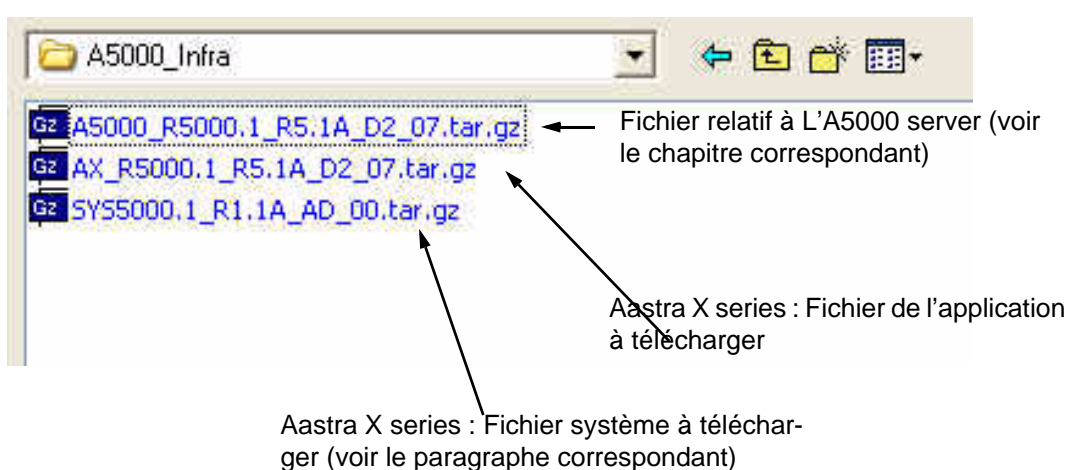 A5000_Infra
A5000_R5000.1_R5.1A_D2_07.tar.gz
Fichier relatif à L'A5000 server (voir
le chapitre correspondant)
AX_R5000.1_R5.1A_D2_07.tar.gz
SYS5000.1_R1.1A_AD_00.tar.gz
Aastra X series : Fichier de l'application
à télécharger
Aastra X series : Fichier système à téléchar-
ger (voir le paragraphe correspondant)